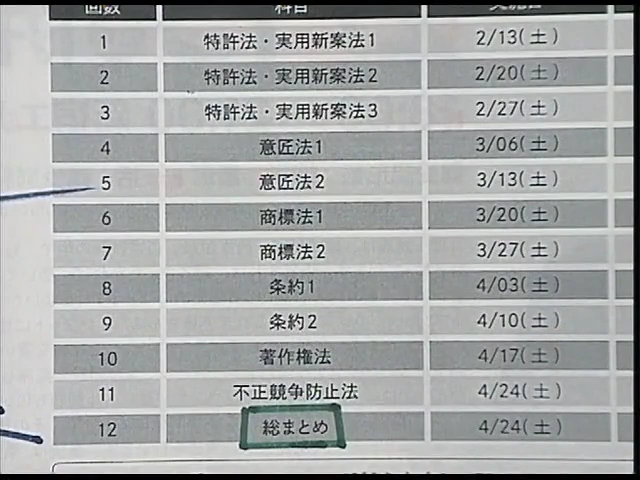 回数 科目 実施日
1 特許法・実用新案法1 2/13(土)
2 特許法・実用新案法2 2/20(土)
3 特許法・実用新案法3 2/27(土)
4 意匠法1 3/06(土)
5 意匠法2 3/13(土)
6 商標法1 3/20(土)
7 商標法2 3/27(土)
8 条約1 4/03(土)
9 条約2 4/10(土)
10 著作権法 4/17(土)
11 不正競争防止法 4/24(土)
12 総まとめ 4/24(土)